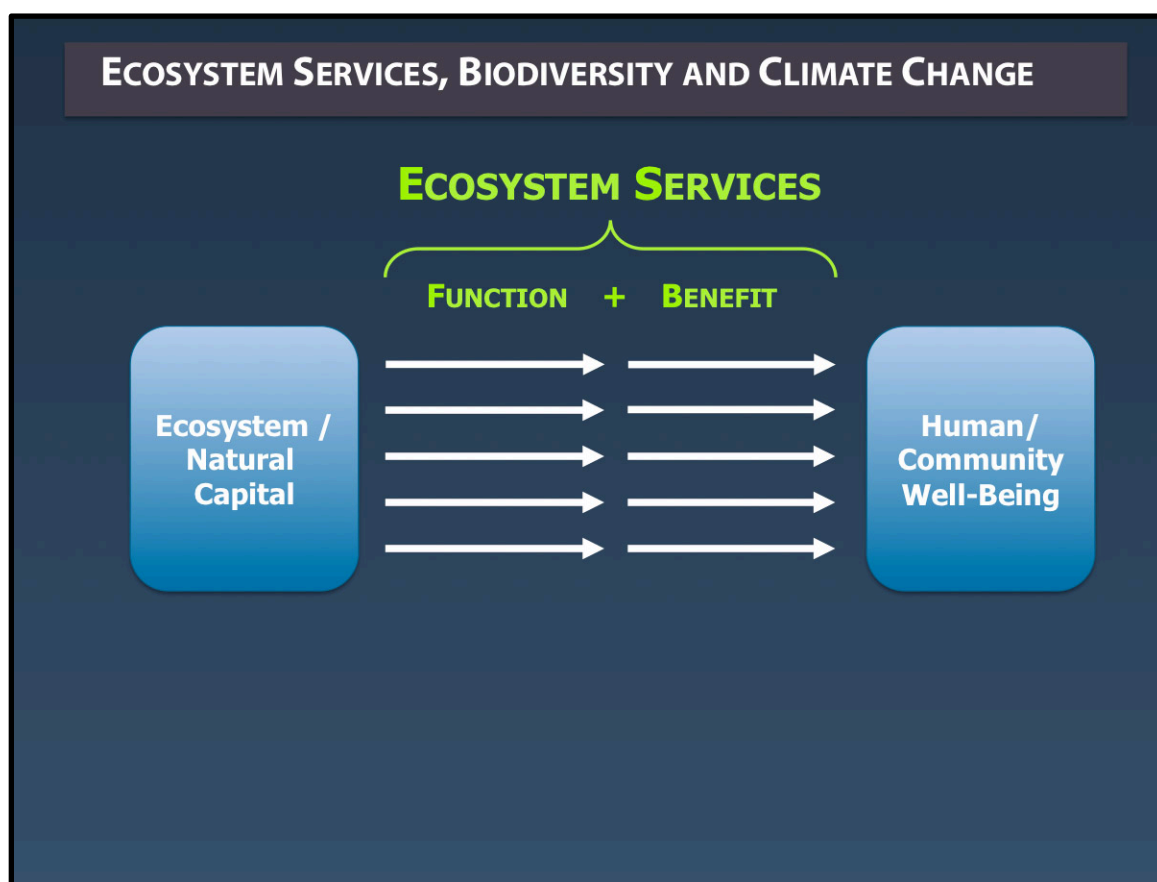 ECOSYSTEM SERVICES, BIODIVERSITY AND CLIMATE CHANGE
ECOSYSTEM SERVICES
FUNCTION + BENEFIT
Ecosystem /
Natural
Capital
Human/
Community
Well-Being